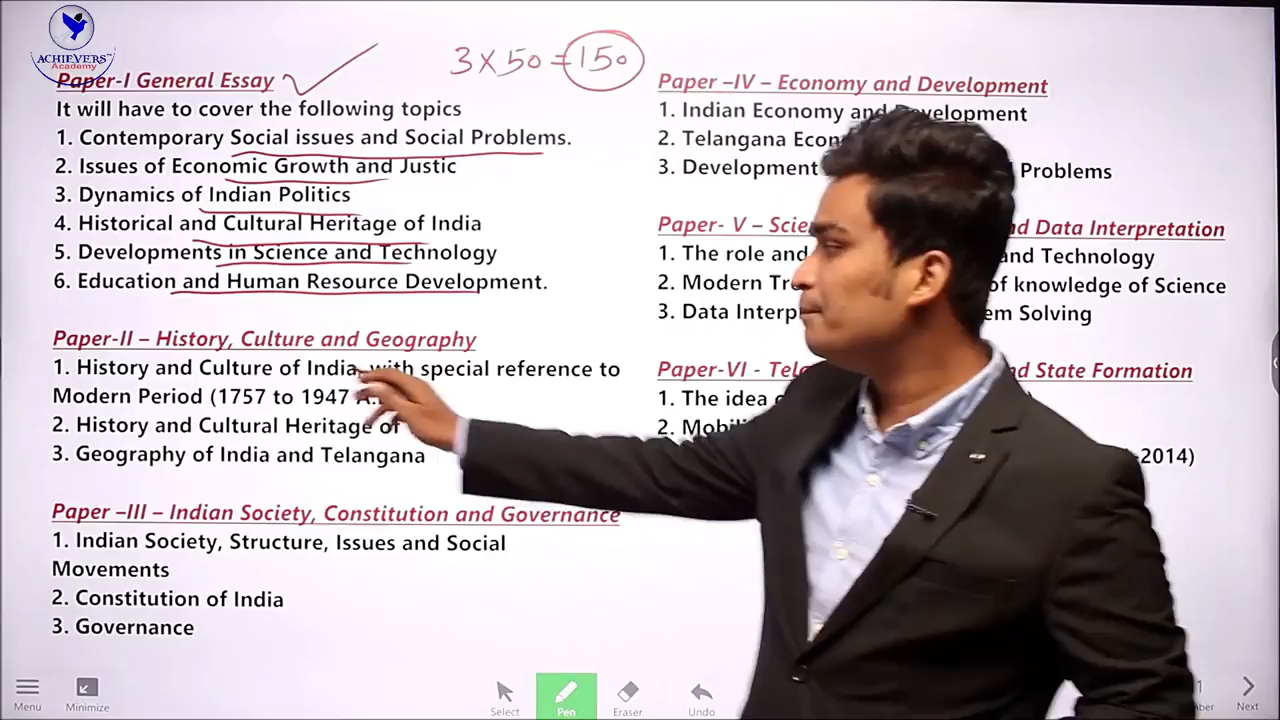 ACHIEVERS
Academy
3 × 50 = 150
Paper-I General Essay
It will have to cover the following topics
1. Contemporary Social issues and Social Problems.
2. Issues of Economic Growth and Justic
3. Dynamics of Indian Politics
4. Historical and Cultural Heritage of India
5. Developments in Science and Technology
6. Education and Human Resource Development.
Paper-II – History, Culture and Geography
1. History and Culture of India with special reference to
Modern Period (1757 to 1947 A.
2. History and Cultural Heritage of
3. Geography of India and Telangana
Paper –III – Indian Society, Constitution and Governance
1. Indian Society, Structure, Issues and Social
Movements
2. Constitution of India
3. Governance
Paper –IV – Economy and Development
1. Indian Economy and Development
2. Telangana Econ
3. Development Problems
Paper- V – Scie and Data Interpretation
1. The role and and Technology
2. Modern Tr of knowledge of Science
3. Data Interp Solving
Paper-VI - Tel and State Formation
1. The idea
2. Mobili
-2014)
Menu
Minimize
Select
Pen
Eraser
Undo
Next